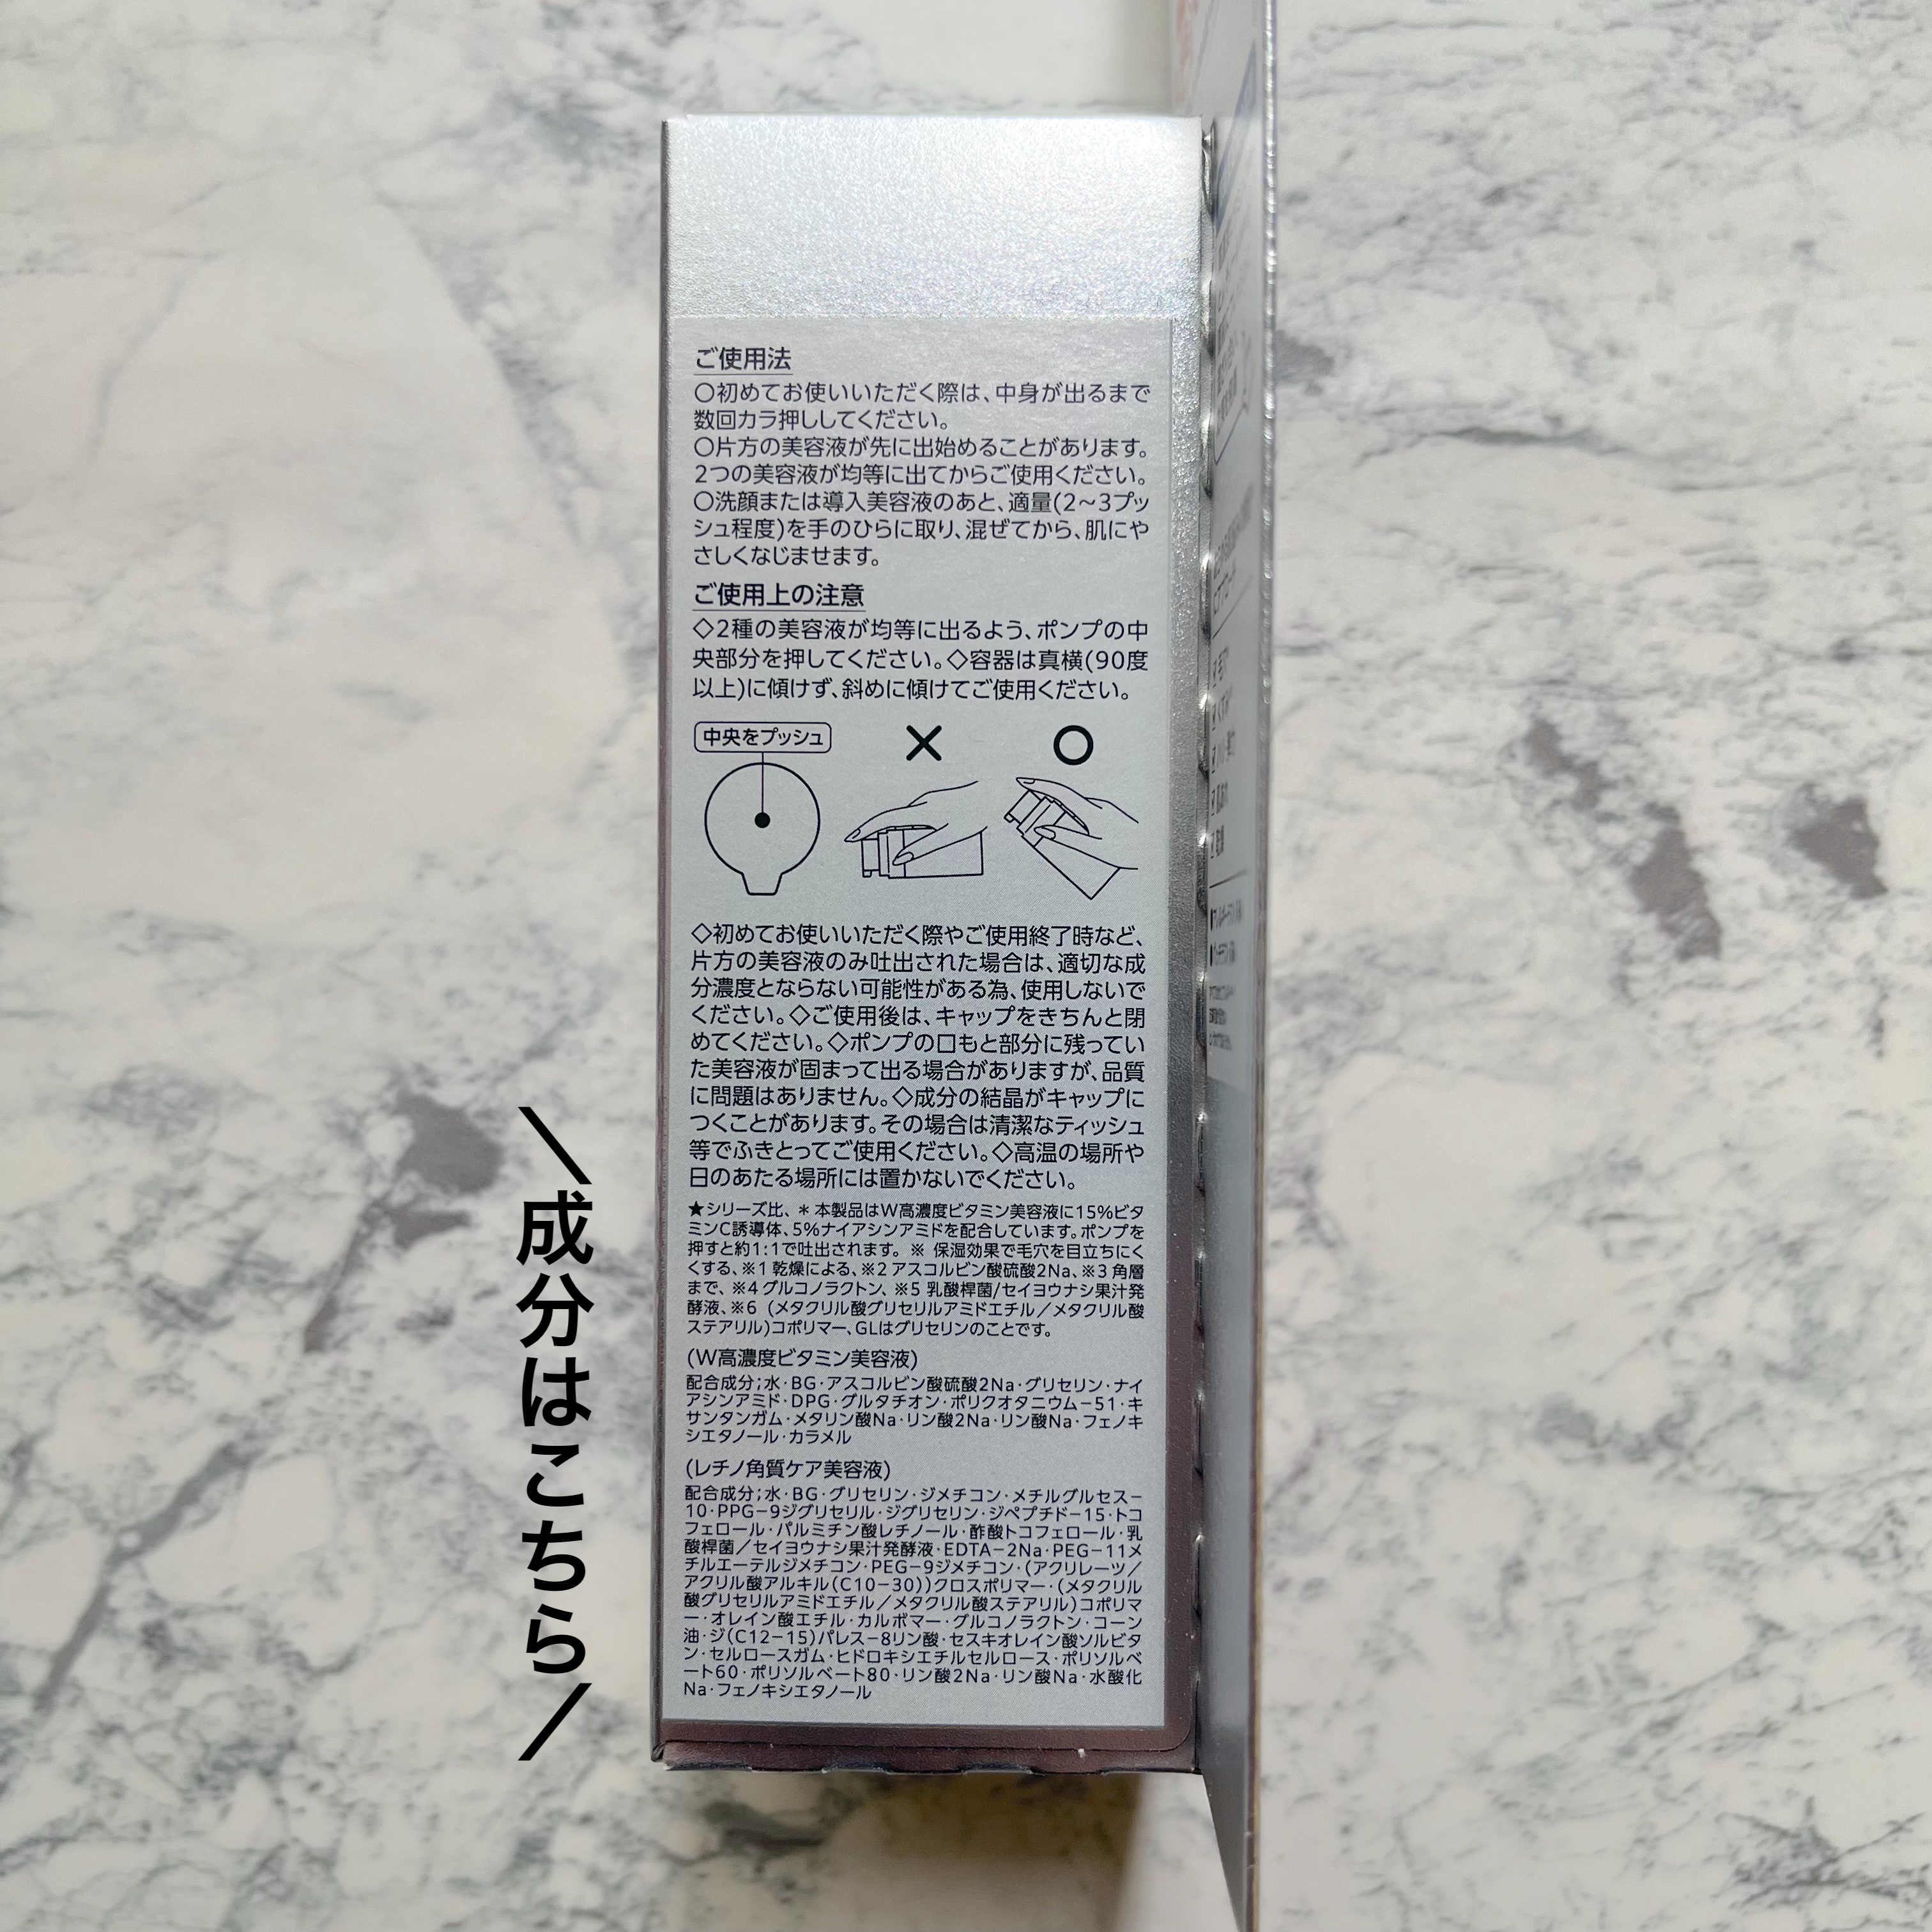 ご使用法
〇初めてお使いいただく際は、中身が出るまで
数回カラ押ししてください。
〇片方の美容液が先に出始めることがあります。
2つの美容液が均等に出てからご使用ください。
〇洗顔または導入美容液のあと、適量(2〜3プッ
シュ程度)を手のひらに取り、混ぜてから、肌にや
さしくなじませます。
ご使用上の注意
◇2種の美容液が均等に出るよう、ポンプの中
央部分を押してください。◇容器は真横(90度
以上)に傾けず、斜めに傾けてご使用ください。
中央をプッシュ
◇初めてお使いいただく際やご使用終了時など、
片方の美容液のみ吐出された場合は、適切な成
分濃度とならない可能性がある為、使用しないで
ください。◇ご使用後は、キャップをきちんと閉
めてください。◇ポンプの口もと部分に残ってい
た美容液が固まって出る場合がありますが、品質
に問題はありません。◇成分の結晶がキャップに
つくことがあります。その場合は清潔なティッシュ
等でふきとってご使用ください。◇高温の場所や
日のあたる場所には置かないでください。
★シリーズ比、＊本製品はW高濃度ビタミン美容液に15%ビタ
ミンC誘導体、5%ナイアシンアミドを配合しています。ポンプを
押すと約1:1で吐出されます。※ 保湿効果で毛穴を目立ちにく
くする、※1 乾燥による、※2 アスコルビン酸硫酸2Na、※3 角層
まで、※4 グルコノラクトン、※5 乳酸桿菌/セイヨウナシ果汁発
酵液、※6 (メタクリル酸グリセリルアミドエチル／メタクリル酸
ステアリル)コポリマー、GLはグリセリンのことです。
(W高濃度ビタミン美容液)
配合成分;水・BG・アスコルビン酸硫酸2Na・グリセリン・ナイ
アシンアミド・DPG・グルタチオン・ポリクオタニウム－51・キ
サンタンガム・メタリン酸Na・リン酸2Na・リン酸Na・フェノキ
シエタノール・カラメル
(レチノ角質ケア美容液)
配合成分;水・BG・グリセリン・ジメチコン・メチルグルセス－
10・PPG－9ジグリセリル・ジグリセリン・ジペプチド－15・トコ
フェロール・パルミチン酸レチノール・酢酸トコフェロール・乳
酸桿菌／セイヨウナシ果汁発酵液・EDTA－2Na・PEG－11メ
チルエーテルジメチコン・PEG－9ジメチコン・(アクリレーツ／
アクリル酸アルキル(C10－30))クロスポリマー・(メタクリル
酸グリセリルアミドエチル／メタクリル酸ステアリル)コポリマ
ー・オレイン酸エチル・カルボマー・グルコノラクトン・コーン
油・ジ(C12－15)パレス－8リン酸・セスキオレイン酸ソルビタ
ン・セルロースガム・ヒドロキシエチルセルロース・ポリソルベ
ート60・ポリソルベート80・リン酸2Na・リン酸Na・水酸化
Na・フェノキシエタノール
＼成分はこちら／